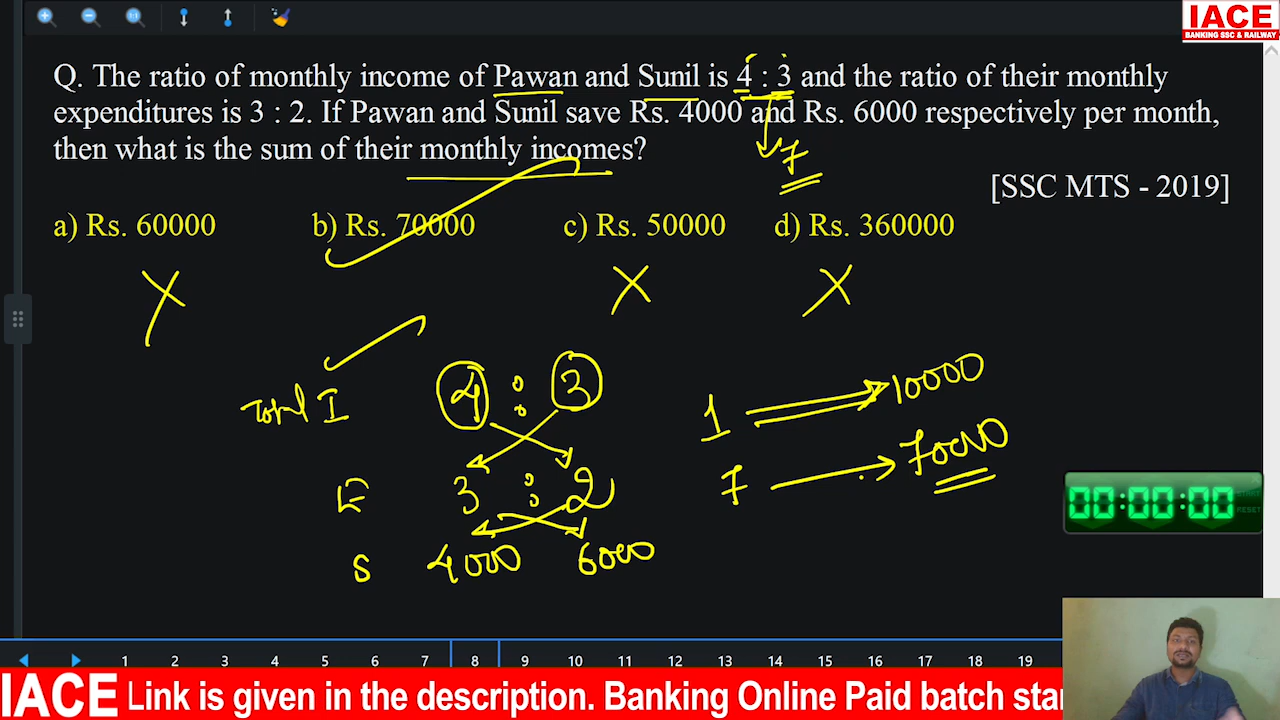 IACE
BANKING SSC & RAILWAY
Q. The ratio of monthly income of Pawan and Sunil is 4 : 3 and the ratio of their monthly
expenditures is 3 : 2. If Pawan and Sunil save Rs. 4000 and Rs. 6000 respectively per month,
then what is the sum of their monthly incomes?
7
[SSC MTS - 2019]
a) Rs. 60000 b) Rs. 70000 c) Rs. 50000 d) Rs. 360000
Total I 4 : 3
1 10000
E 3 : 2
7 70000
S 4000 6000
00:00:00
START
RESET
1 2 3 4 5 6 7 8 9 10 11 12 13 14 15 16 17 18 19
IACE Link is given in the description. Banking Online Paid batch star